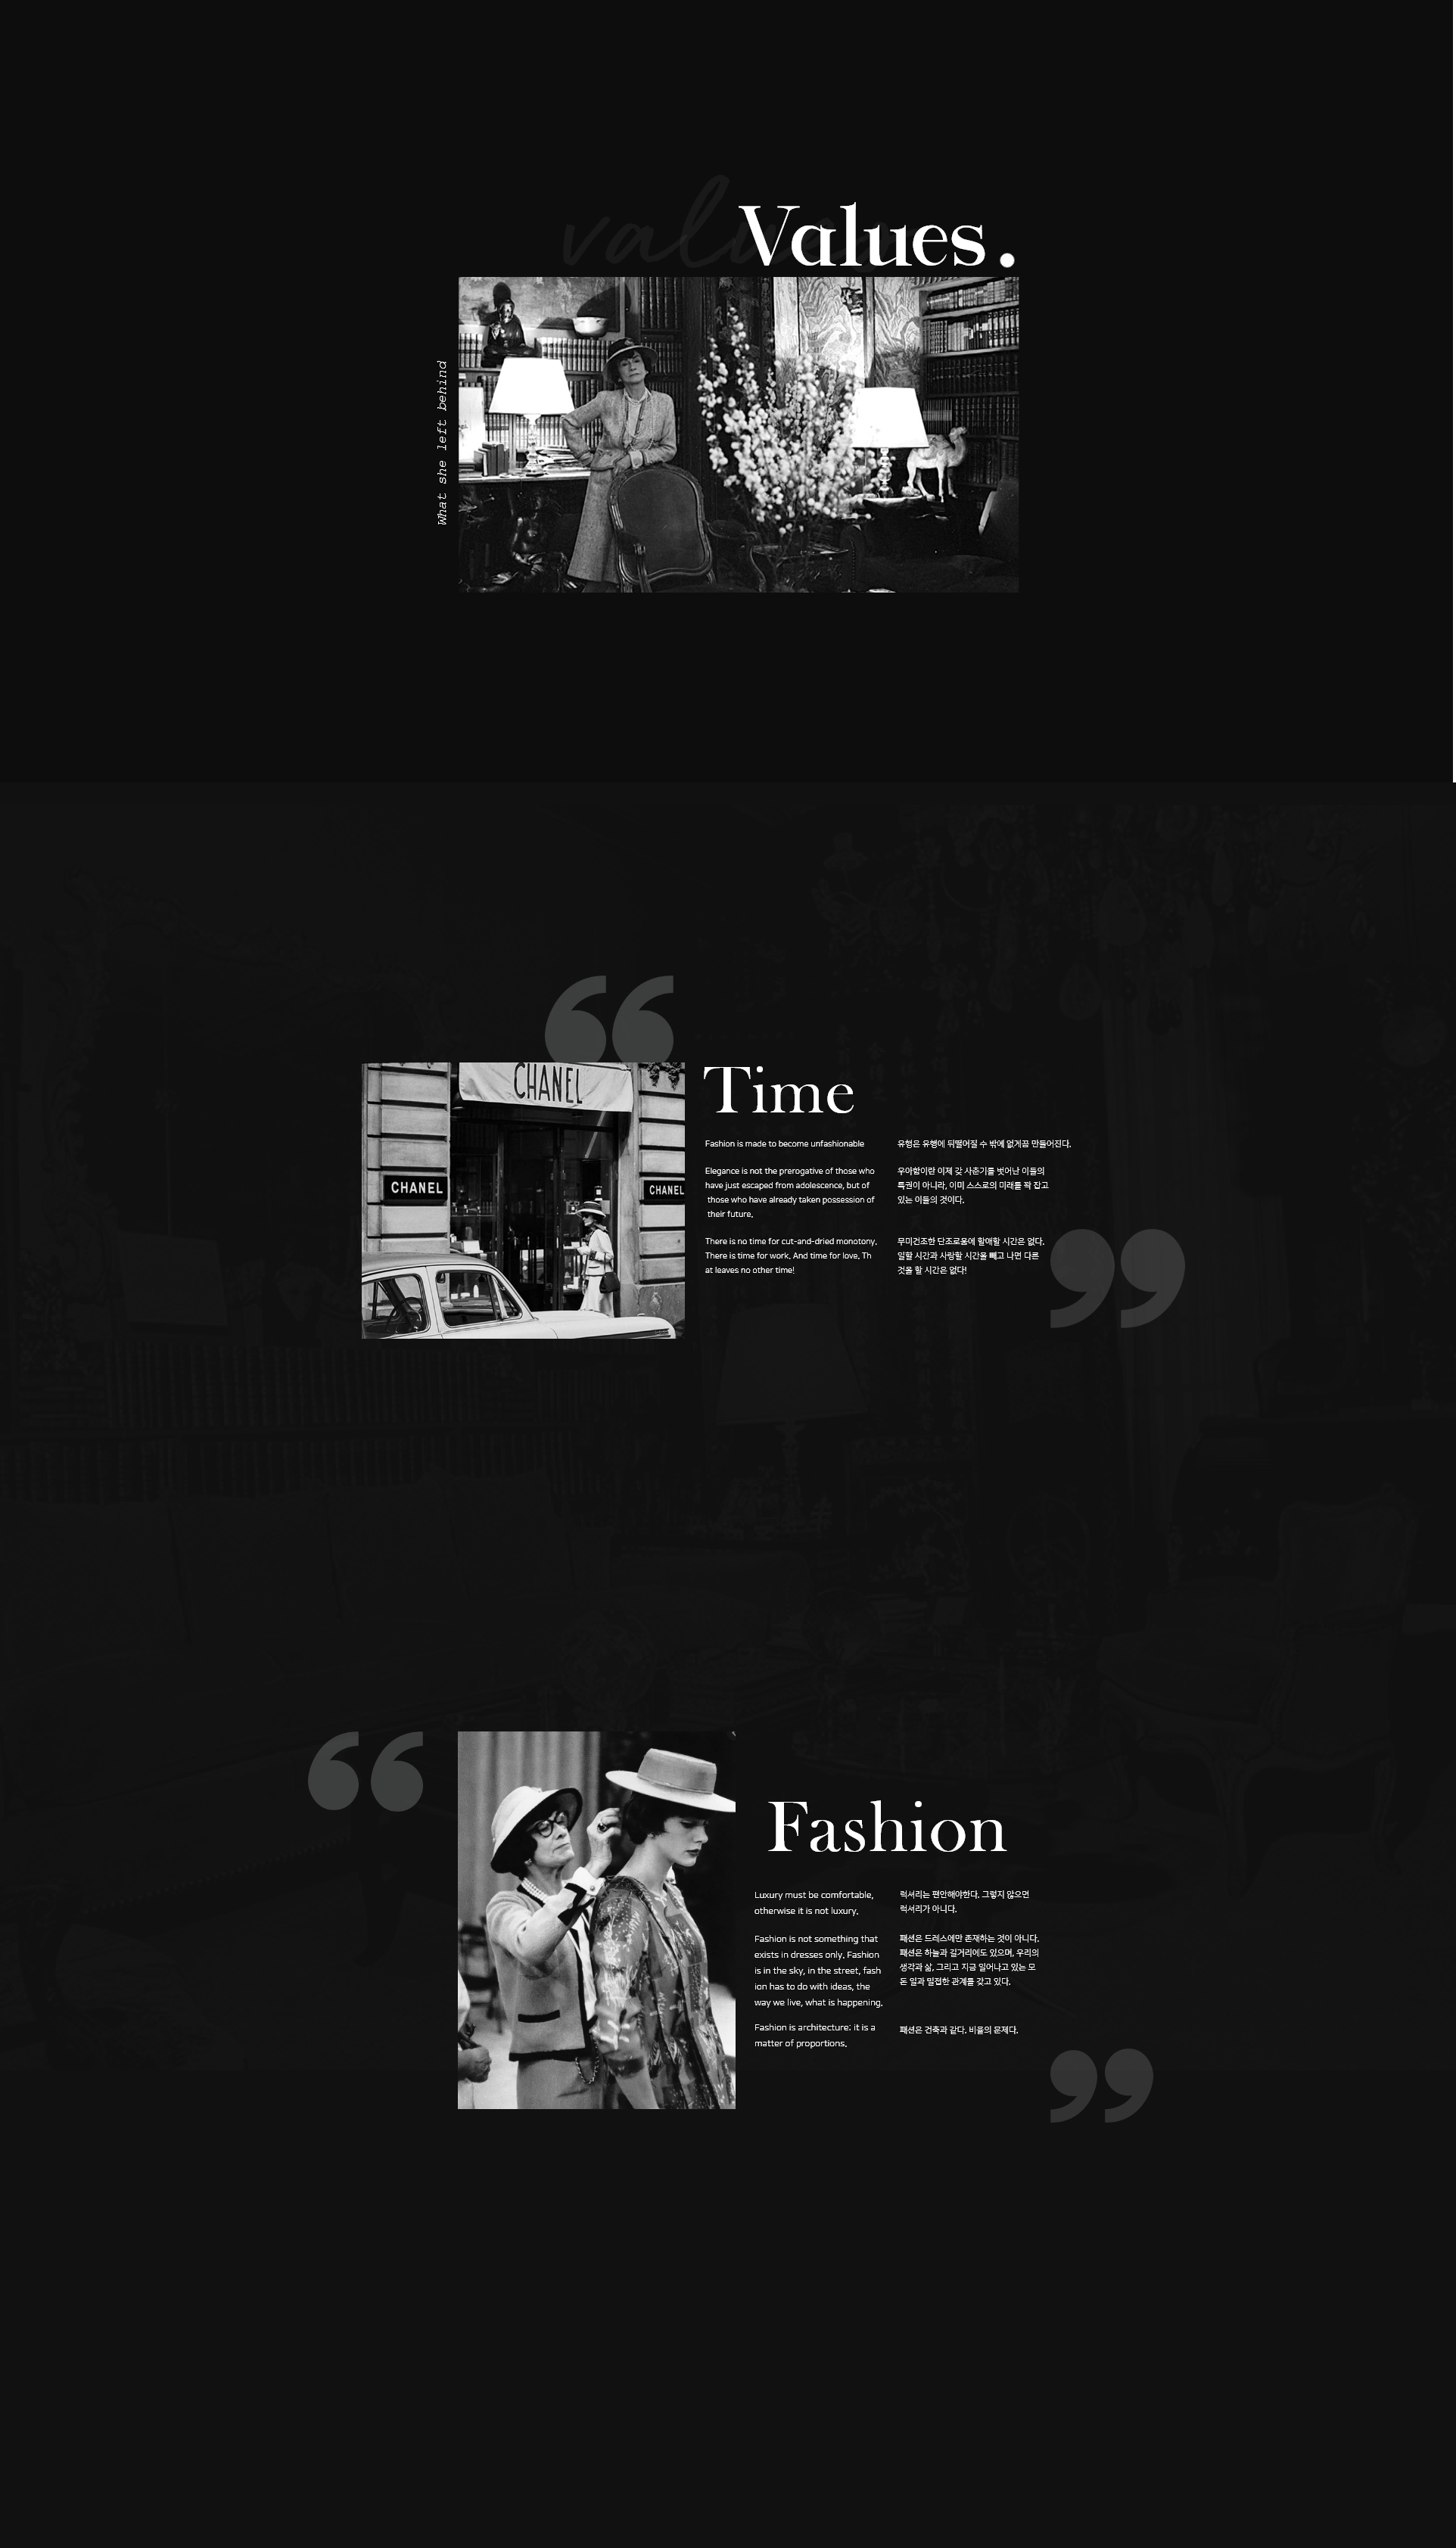 values
Values.
What she left behind
CHANEL
CHANEL
CHANEL
Time
Fashion is made to become unfashionable
Elegance is not the prerogative of those who
have just escaped from adolescence, but of
those who have already taken possession of
their future.
There is no time for cut-and-dried monotony.
There is time for work. And time for love. Th
at leaves no other time!
유행은 유행에 뒤떨어질 수 밖에 없게끔 만들어진다.
우아함이란 이제 갖 사춘기를 벗어난 이들의
특권이 아니라, 이미 스스로의 미래를 꽉 잡고
있는 이들의 것이다.
무미건조한 단조로움에 할애할 시간은 없다.
일할 시간과 사랑할 시간을 빼고 나면 다른
것을 할 시간은 없다!
Fashion
Luxury must be comfortable,
otherwise it is not luxury.
Fashion is not something that
exists in dresses only. Fashion
is in the sky, in the street, fash
ion has to do with ideas, the
way we live, what is happening.
Fashion is architecture: it is a
matter of proportions.
럭셔리는 편안해야한다. 그렇지 않으면
럭셔리가 아니다.
패션은 드레스에만 존재하는 것이 아니다.
패션은 하늘과 길거리에도 있으며, 우리의
생각과 삶, 그리고 지금 일어나고 있는 모
든 일과 밀접한 관계를 갖고 있다.
패션은 건축과 같다. 비율의 문제다.